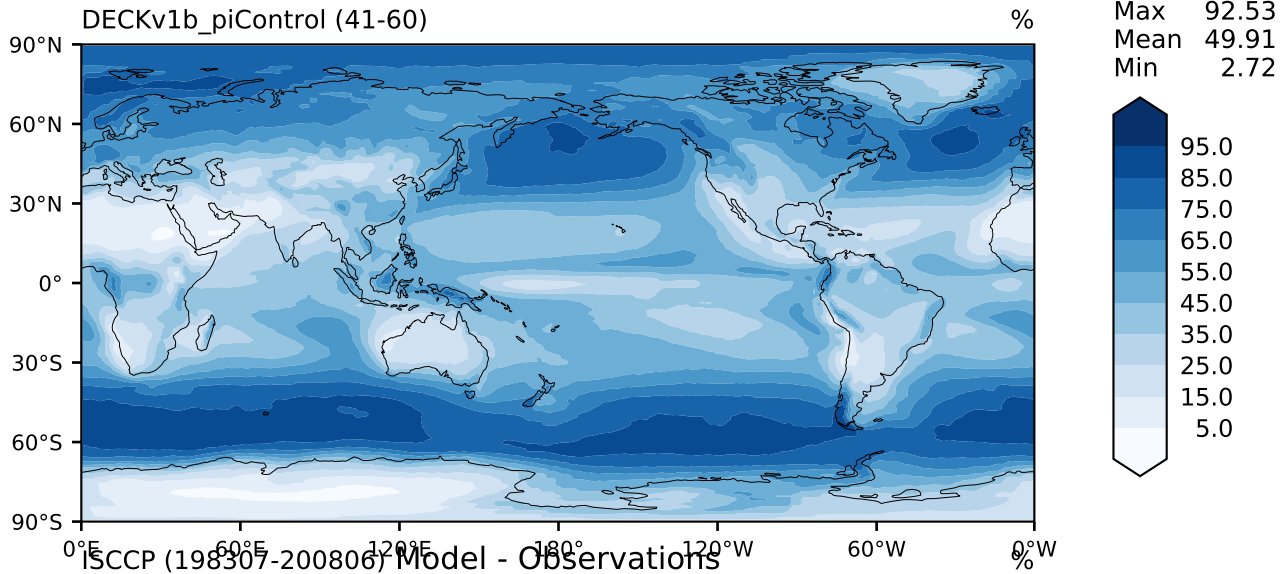 DECKv1b_piControl (41-60) %
Max 92.53
Mean 49.91
Min 2.72
90°N
60°N
30°N
0°
30°S
60°S
90°S
95.0
85.0
75.0
65.0
55.0
45.0
35.0
25.0
15.0
5.0
0°E 60°E 120°E 180° 120°W 60°W 0°W
ISCCP (198307-200806) Model - Observations %